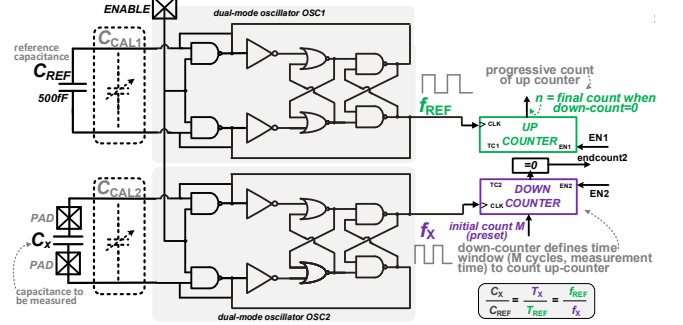 ENABLE
dual-mode oscillator OSC1
reference
capacitance
C_REF
500fF
C_CAL1
f_REF
progressive count
of up counter
n = final count when
down-count=0
> CLK
UP
COUNTER
TC1
EN1
EN1
endcount2
=0
TC2
DOWN
COUNTER
EN2
> CLK
EN2
C_CAL2
PAD
C_x
PAD
capacitance to
be measured
f_X
initial count M
(preset)
down-counter defines time
window (M cycles, measurement
time) to count up-counter
C_X / C_REF = T_X / T_REF = f_REF / f_X
dual-mode oscillator OSC2